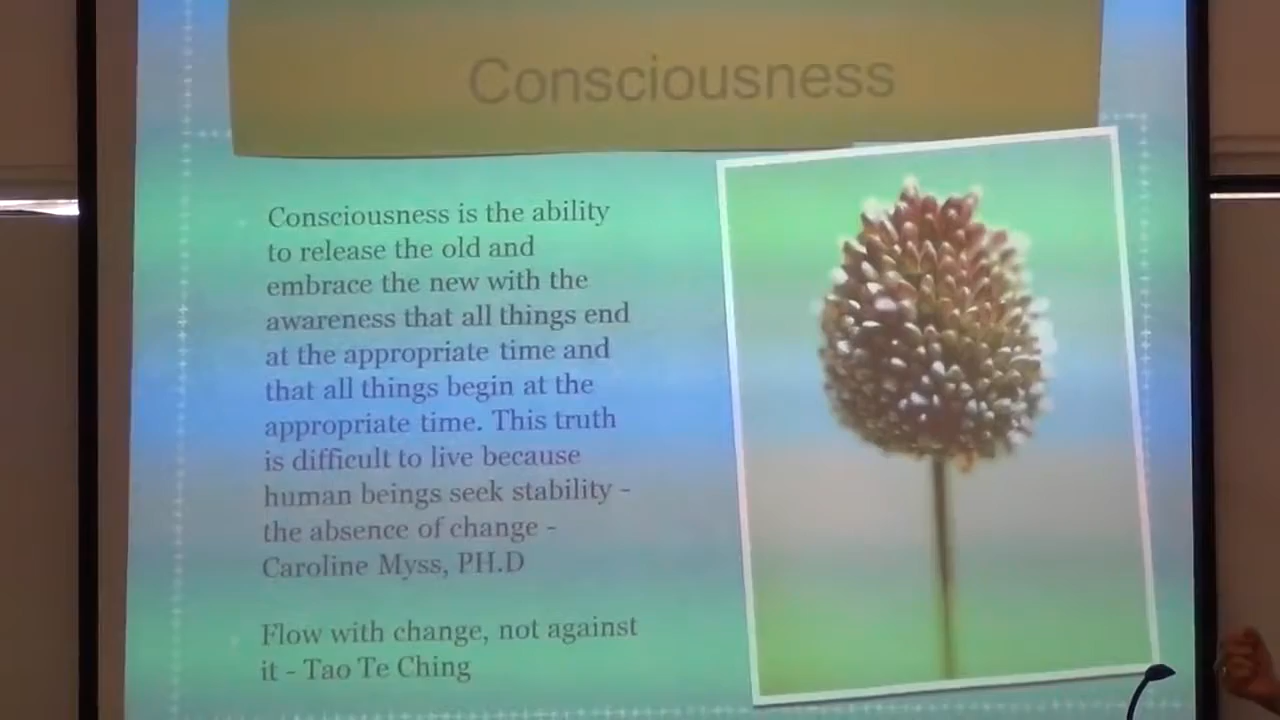 Consciousness
Consciousness is the ability
to release the old and
embrace the new with the
awareness that all things end
at the appropriate time and
that all things begin at the
appropriate time. This truth
is difficult to live because
human beings seek stability -
the absence of change -
Caroline Myss, PH.D
Flow with change, not against
it - Tao Te Ching